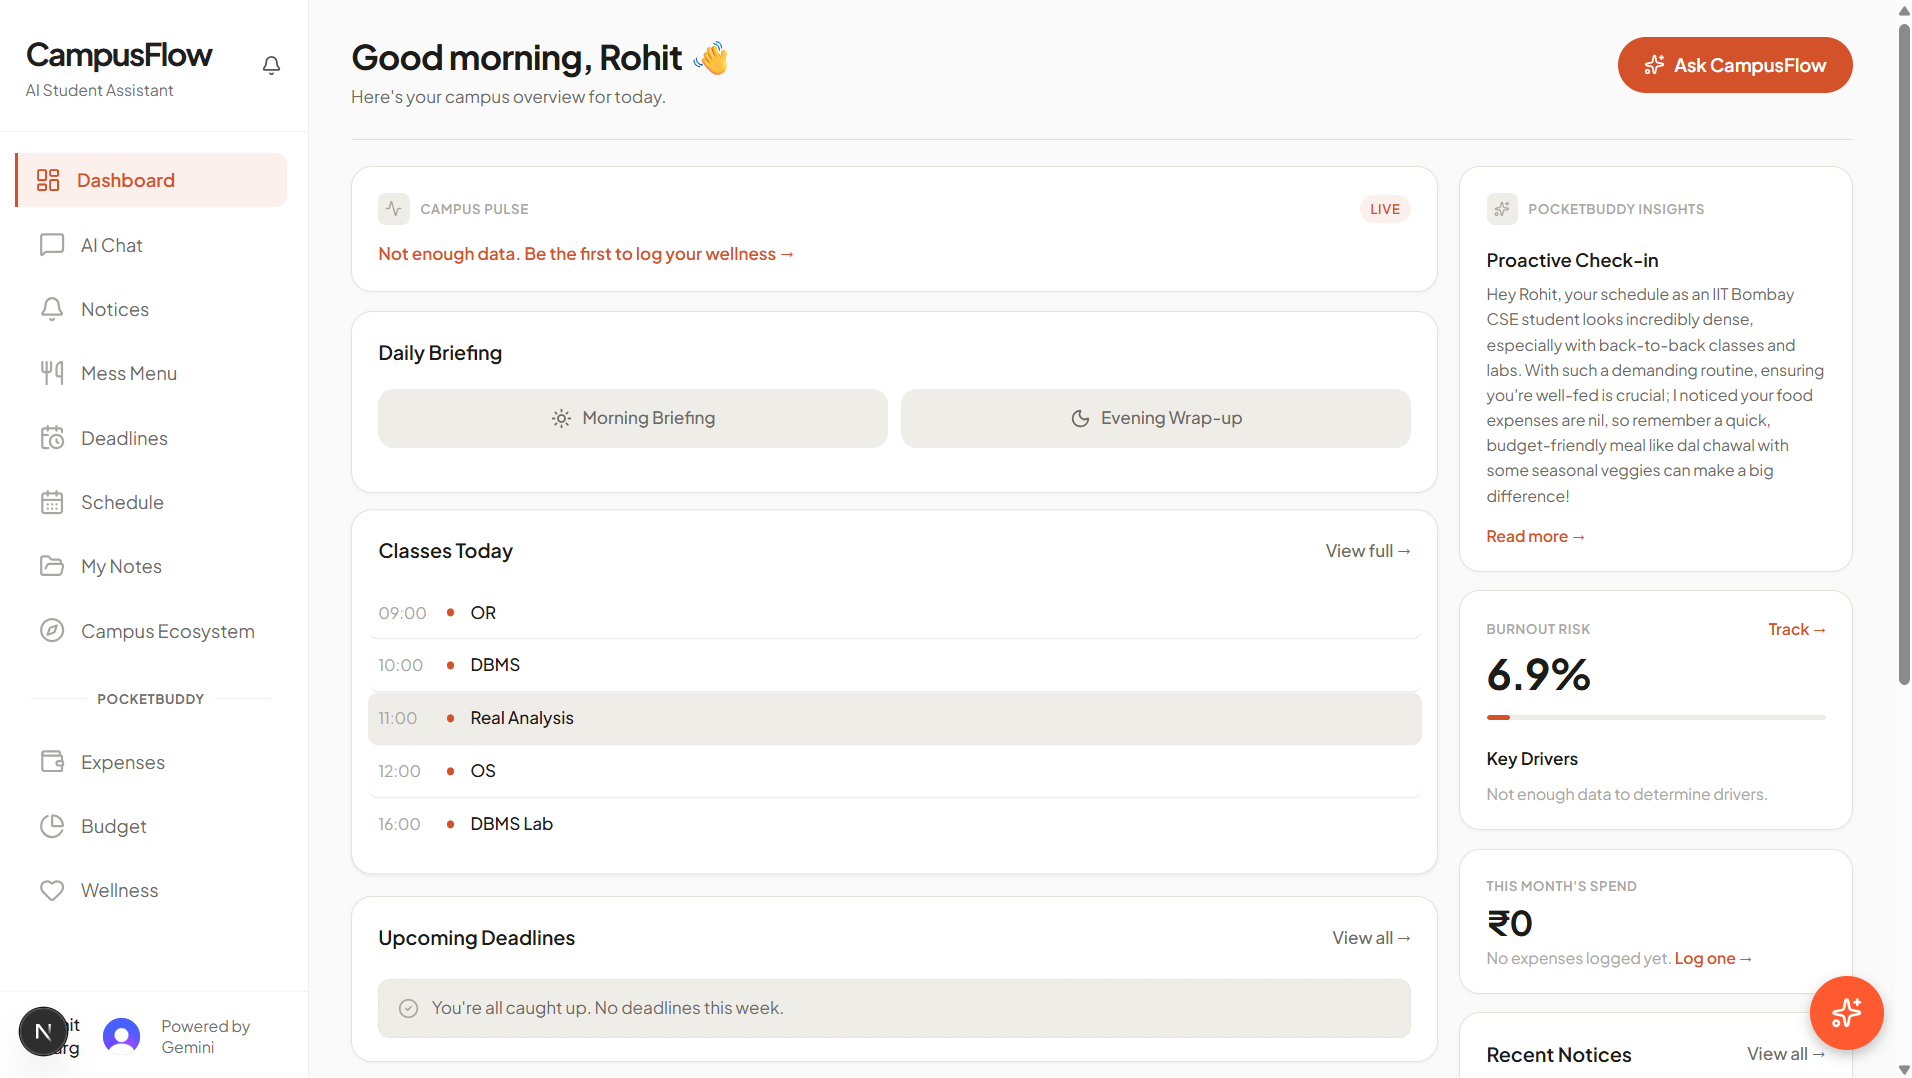 CampusFlow
AI Student Assistant
Dashboard
AI Chat
Notices
Mess Menu
Deadlines
Schedule
My Notes
Campus Ecosystem
POCKETBUDDY
Expenses
Budget
Wellness
N
Powered by
Gemini
Good morning, Rohit 👋
Here's your campus overview for today.
Ask CampusFlow
CAMPUS PULSE
LIVE
Not enough data. Be the first to log your wellness →
Daily Briefing
Morning Briefing
Evening Wrap-up
Classes Today
View full →
09:00 • OR
10:00 • DBMS
11:00 • Real Analysis
12:00 • OS
16:00 • DBMS Lab
Upcoming Deadlines
View all →
You're all caught up. No deadlines this week.
POCKETBUDDY INSIGHTS
Proactive Check-in
Hey Rohit, your schedule as an IIT Bombay
CSE student looks incredibly dense,
especially with back-to-back classes and
labs. With such a demanding routine, ensuring
you're well-fed is crucial; I noticed your food
expenses are nil, so remember a quick,
budget-friendly meal like dal chawal with
some seasonal veggies can make a big
difference!
Read more →
BURNOUT RISK
Track →
6.9%
Key Drivers
Not enough data to determine drivers.
THIS MONTH'S SPEND
₹0
No expenses logged yet. Log one →
Recent Notices
View all →